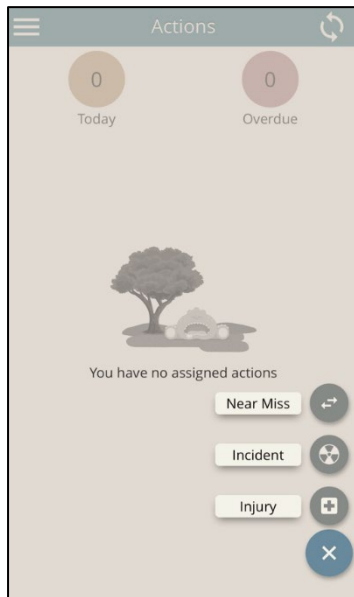 Actions
0
0
Today
Overdue
You have no assigned actions
Near Miss
Incident
Injury